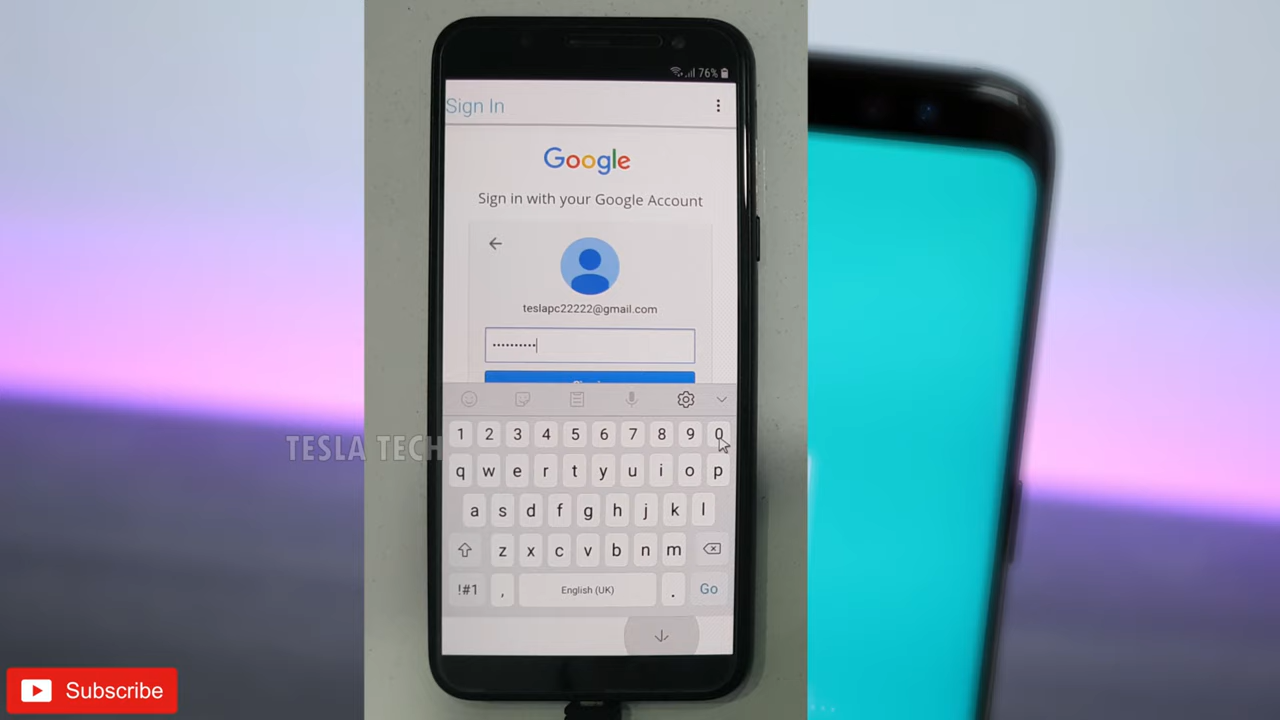 76%
Sign In
Google
Sign in with your Google Account
teslapc22222@gmail.com
••••••••••
1 2 3 4 5 6 7 8 9 0
q w e r t y u i o p
TESLA TECH
a s d f g h j k l
z x c v b n m
!#1 , English (UK) . Go
Subscribe